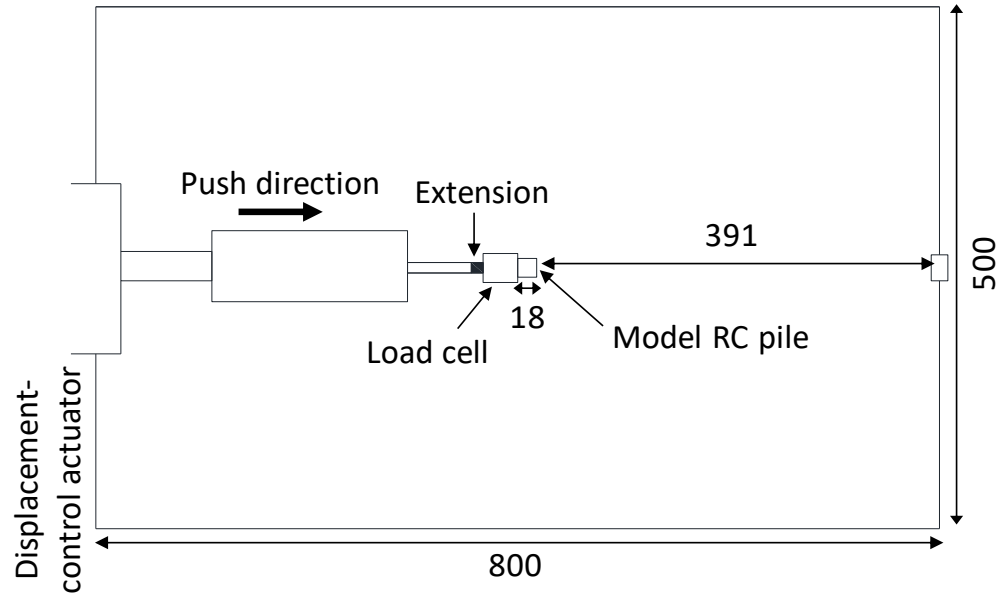 Push direction
Extension
391
500
18
Load cell
Model RC pile
Displacement-
control actuator
800